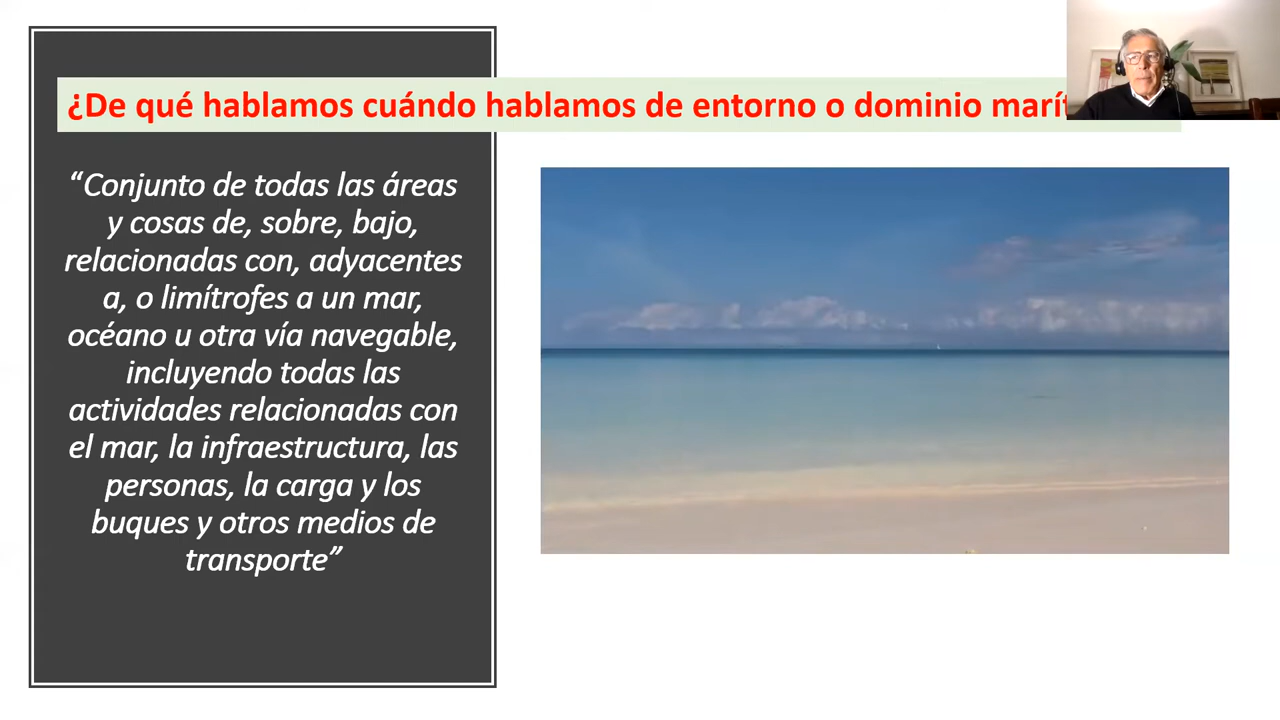 ¿De qué hablamos cuándo hablamos de entorno o dominio
“Conjunto de todas las áreas
y cosas de, sobre, bajo,
relacionadas con, adyacentes
a, o limítrofes a un mar,
océano u otra vía navegable,
incluyendo todas las
actividades relacionadas con
el mar, la infraestructura, las
personas, la carga y los
buques y otros medios de
transporte”